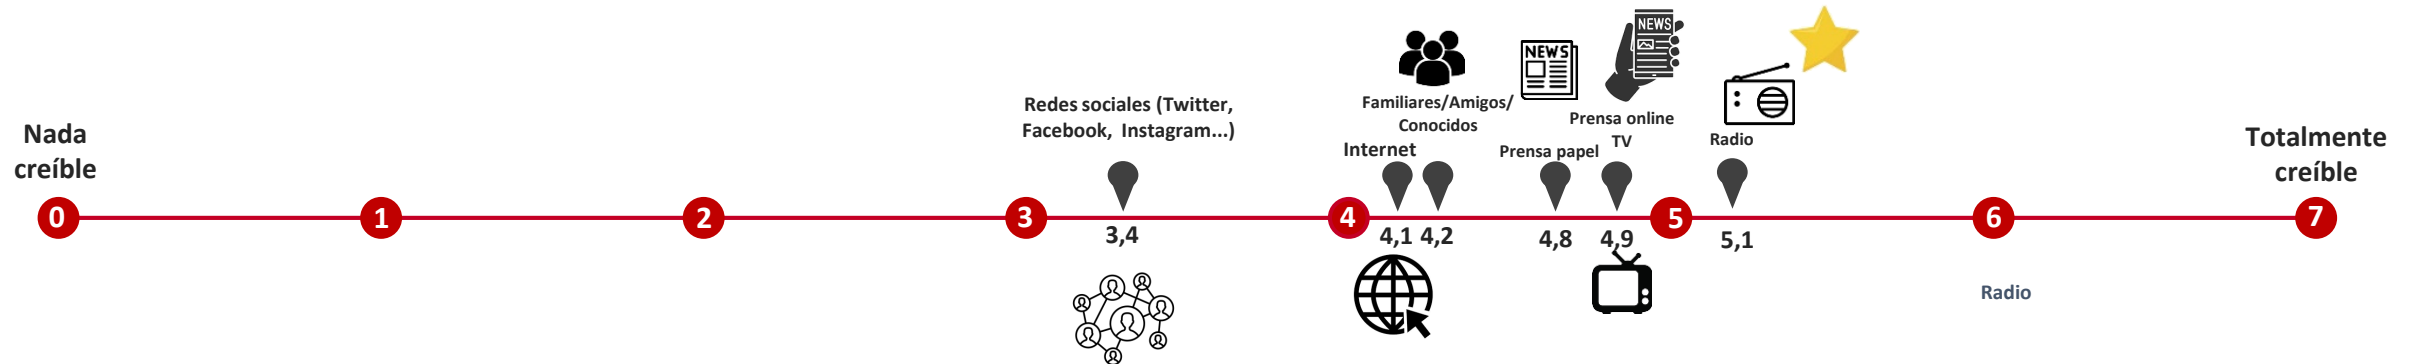 NEWS
NEWS
Redes sociales (Twitter,
Facebook, Instagram...)
Familiares/Amigos/
Conocidos
Prensa online
TV
Nada
creíble
Internet
Prensa papel
Radio
Totalmente
creíble
0
1
2
3
4
5
6
7
3,4
4,1
4,2
4,8
4,9
5,1
Radio